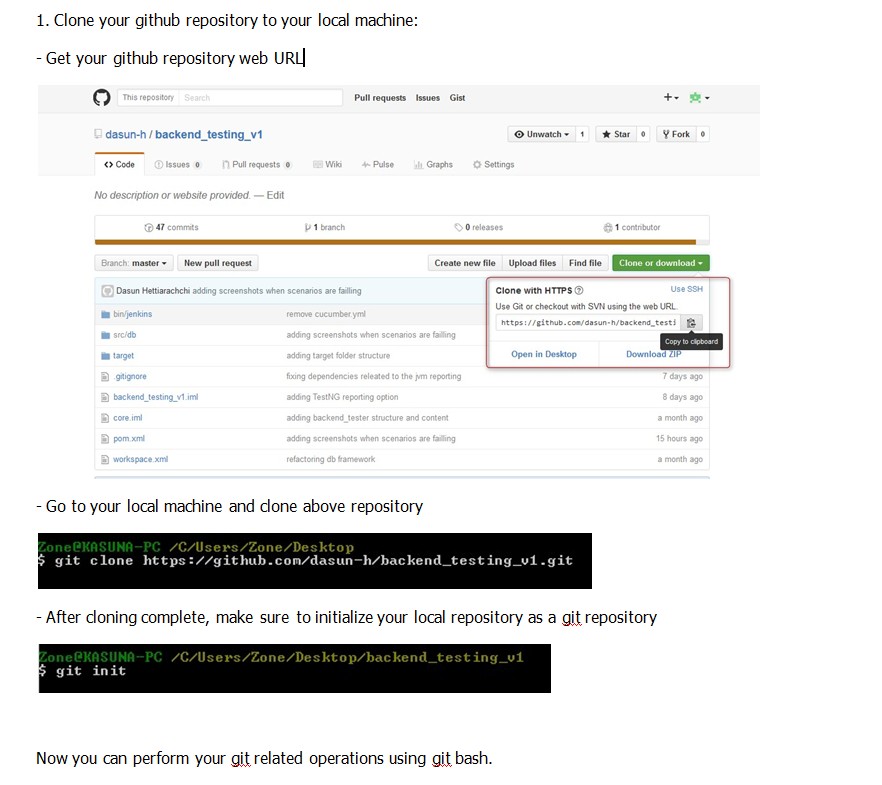 1. Clone your github repository to your local machine:
- Get your github repository web URL
This repository Search Pull requests Issues Gist
dasun-h / backend_testing_v1 Unwatch 1 Star 0 Fork 0
Code Issues 0 Pull requests 0 Wiki Pulse Graphs Settings
No description or website provided. — Edit
47 commits 1 branch 0 releases 1 contributor
Branch: master New pull request Create new file Upload files Find file Clone or download
Dasun Hettiarachchi adding screenshots when scenarios are failling
Clone with HTTPS Use SSH
Use Git or checkout with SVN using the web URL.
https://github.com/dasun-h/backend_testi
Copy to clipboard
Open in Desktop Download ZIP
bin/jenkins remove cucumber.yml
src/db adding screenshots when scenarios are failling
target adding target folder structure
.gitignore fixing dependencies releated to the jvm reporting 7 days ago
backend_testing_v1.iml adding TestNG reporting option 8 days ago
core.iml adding backend_tester structure and content a month ago
pom.xml adding screenshots when scenarios are failling 15 hours ago
workspace.xml refactoring db framework a month ago
- Go to your local machine and clone above repository
Zone@KASUNA-PC /C/Users/Zone/Desktop
$ git clone https://github.com/dasun-h/backend_testing_v1.git
- After cloning complete, make sure to initialize your local repository as a git repository
Zone@KASUNA-PC /C/Users/Zone/Desktop/backend_testing_v1
$ git init
Now you can perform your git related operations using git bash.